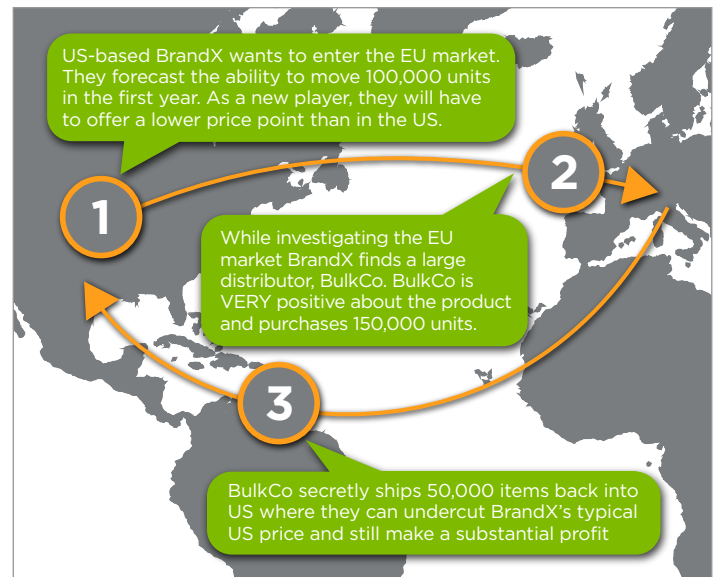 US-based BrandX wants to enter the EU market.
They forecast the ability to move 100,000 units
in the first year. As a new player, they will have
to offer a lower price point than in the US.
1
2
While investigating the EU
market BrandX finds a large
distributor, BulkCo. BulkCo is
VERY positive about the product
and purchases 150,000 units.
3
BulkCo secretly ships 50,000 items back into
US where they can undercut BrandX's typical
US price and still make a substantial profit